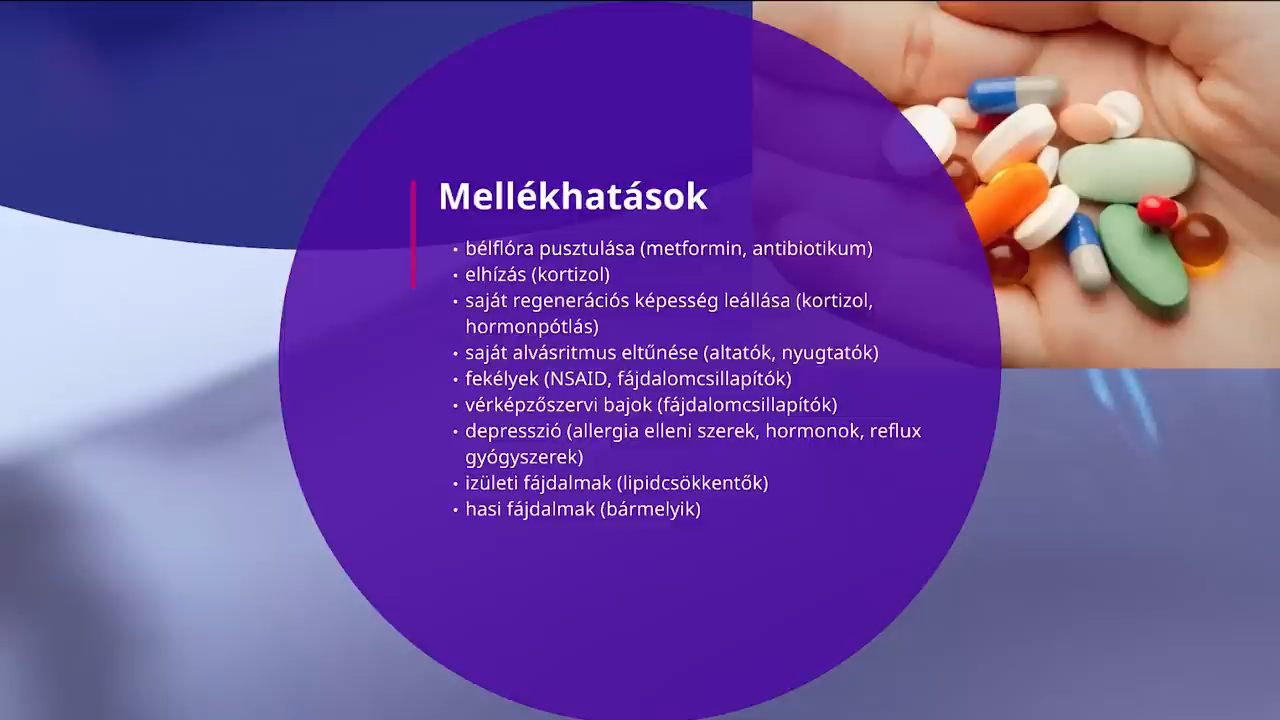 Mellékhatások
• bélflóra pusztulása (metformin, antibiotikum)
• elhízás (kortizol)
• saját regenerációs képesség leállása (kortizol,
hormonpótlás)
• saját alvásritmus eltűnése (altatók, nyugtatók)
• fekélyek (NSAID, fájdalomcsillapítók)
• vérképzőszervi bajok (fájdalomcsillapítók)
• depresszió (allergia elleni szerek, hormonok, reflux
gyógyszerek)
• izületi fájdalmak (lipidcsökkentők)
• hasi fájdalmak (bármelyik)